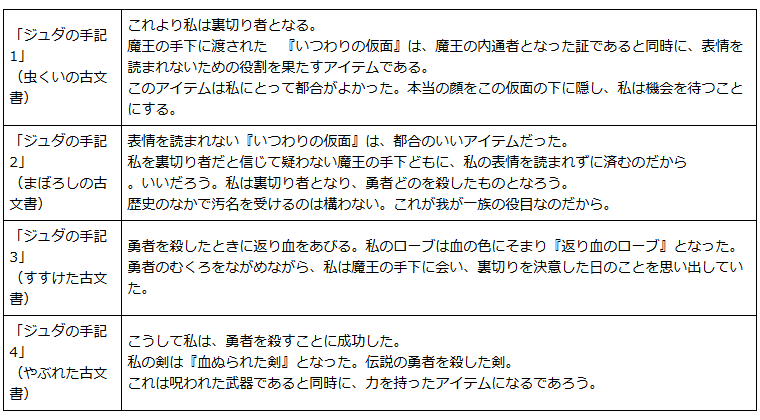 「ジュダの手記
1」
（虫くいの古文
書）
これより私は裏切り者となる。
魔王の手下に渡された　『いつわりの仮面』は、魔王の内通者となった証であると同時に、表情を
読まれないための役割を果たすアイテムである。
このアイテムは私にとって都合がよかった。本当の顔をこの仮面の下に隠し、私は機会を待つこと
にする。
「ジュダの手記
2」
（まぼろしの古
文書）
表情を読まれない『いつわりの仮面』は、都合のいいアイテムだった。
私を裏切り者だと信じて疑わない魔王の手下どもに、私の表情を読まれずに済むのだから
。いいだろう。私は裏切り者となり、勇者どのを殺したものとなろう。
歴史のなかで汚名を受けるのは構わない。これが我が一族の役目なのだから。
「ジュダの手記
3」
（すすけた古文
書）
勇者を殺したときに返り血をあびる。私のローブは血の色にそまり『返り血のローブ』となった。
勇者のむくろをながめながら、私は魔王の手下に会い、裏切りを決意した日のことを思い出してい
た。
「ジュダの手記
4」
（やぶれた古文
書）
こうして私は、勇者を殺すことに成功した。
私の剣は『血ぬられた剣』となった。伝説の勇者を殺した剣。
これは呪われた武器であると同時に、力を持ったアイテムになるであろう。